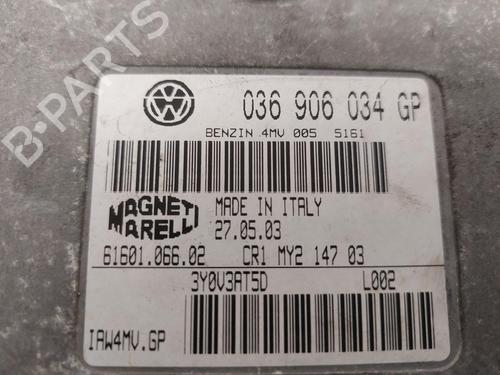 B-PARTS
036 906 034 GP
BENZIN 4MV 005 5161
MAGNETI
MARELLI
MADE IN ITALY
27.05.03
61601.066.02 CR1 MY2 147 03
3Y0V3AT5D L002
IAW4MV.GP